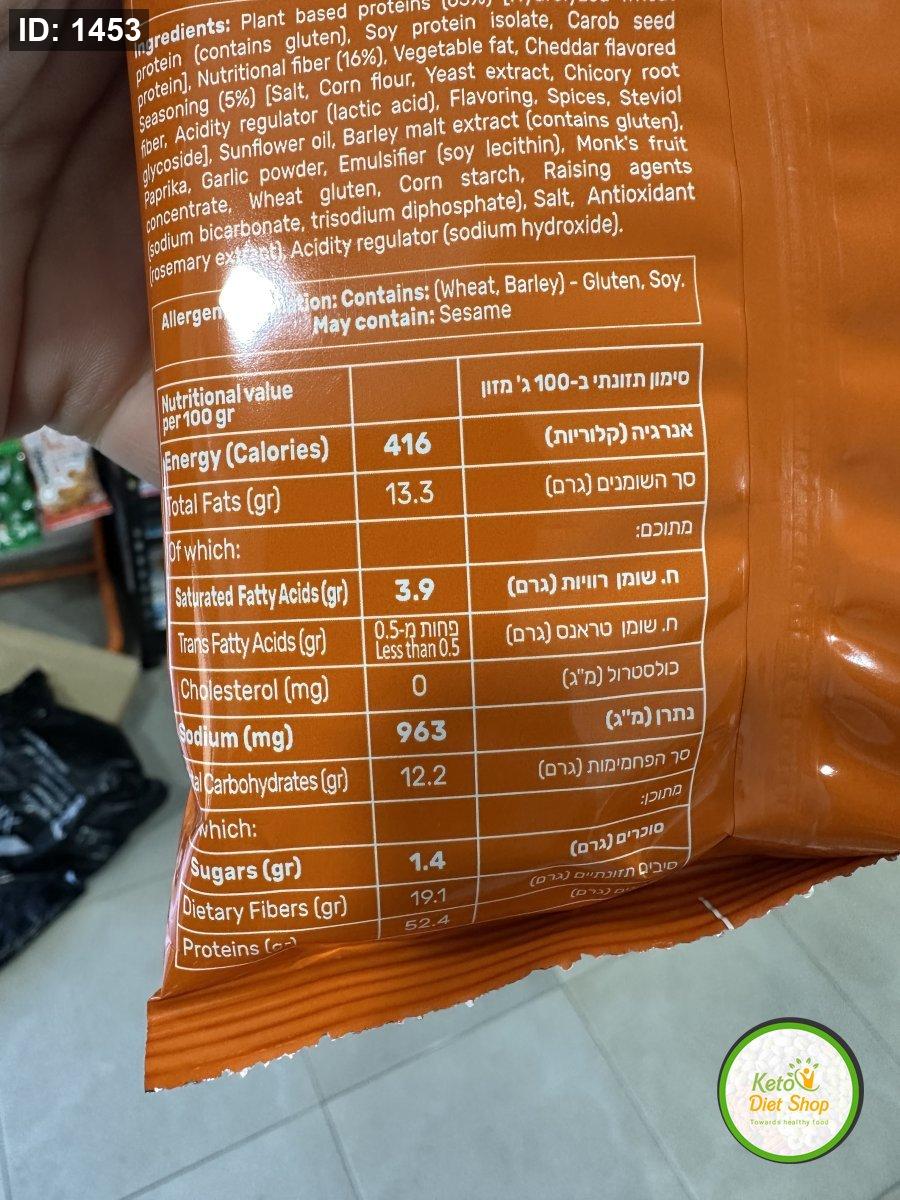 ID: 1453
Ingredients: Plant based proteins
protein (contains gluten), Soy protein isolate, Carob seed
protein], Nutritional fiber (16%), Vegetable fat, Cheddar flavored
Seasoning (5%) [Salt, Corn flour, Yeast extract, Chicory root
fiber, Acidity regulator (lactic acid), Flavoring, Spices, Steviol
glycoside], Sunflower oil, Barley malt extract (contains gluten),
Paprika, Garlic powder, Emulsifier (soy lecithin), Monk's fruit
concentrate, Wheat gluten, Corn starch, Raising agents
(sodium bicarbonate, trisodium diphosphate), Salt, Antioxidant
(rosemary extract), Acidity regulator (sodium hydroxide).
Contains: (Wheat, Barley) - Gluten, Soy.
May contain: Sesame
Nutritional value per 100 gr סימון תזונתי ב-100 ג' מזון
Energy (Calories) 416 אנרגיה (קלוריות)
Total Fats (gr) 13.3 סך השומנים (גרם)
Of which: מתוכם:
Saturated Fatty Acids (gr) 3.9 ח. שומן רוויות (גרם)
Trans Fatty Acids (gr) פחות מ-0.5 Less than 0.5 ח. שומן טראנס (גרם)
Cholesterol (mg) 0 כולסטרול (מ"ג)
Sodium (mg) 963 נתרן (מ"ג)
Carbohydrates (gr) 12.2 סך הפחמימות (גרם)
which: מתוכן:
Sugars (gr) 1.4 סוכרים (גרם)
Dietary Fibers (gr) 19.1 סיבים תזונתיים (גרם)
Proteins 52.4
Keto
Diet Shop
Towards healthy food